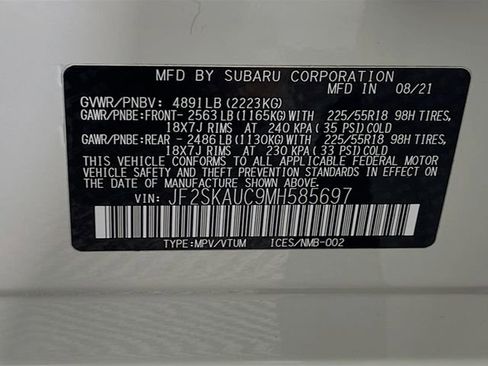 MFD BY SUBARU CORPORATION
MFD IN 08/21
GVWR/PNBV: 4891LB(2223KG)
GAWR/PNBE:FRONT- 2563LB(1165KG)WITH 225/55R18 98H TIRES,
18X7J RIMS AT 240 KPA(35 PSI)COLD
GAWR/PNBE:REAR - 2486LB(1130KG)WITH 225/55R18 98H TIRES,
18X7J RIMS AT 230 KPA(33 PSI)COLD
THIS VEHICLE CONFORMS TO ALL APPLICABLE FEDERAL MOTOR
VEHICLE SAFETY AND THEFT PREVENTION STANDARDS IN EFFECT
ON THE DATE OF MANUFACTURE SHOWN ABOVE.
VIN: JF2SKAUC9MH585697
TYPE:MPV/VTUM ICES/NMB-002